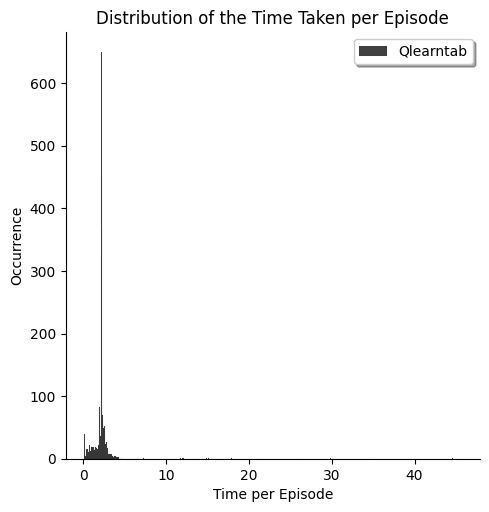 Distribution of the Time Taken per Episode
Qlearntab
600
500
400
300
200
100
0
Occurrence
0 10 20 30 40
Time per Episode